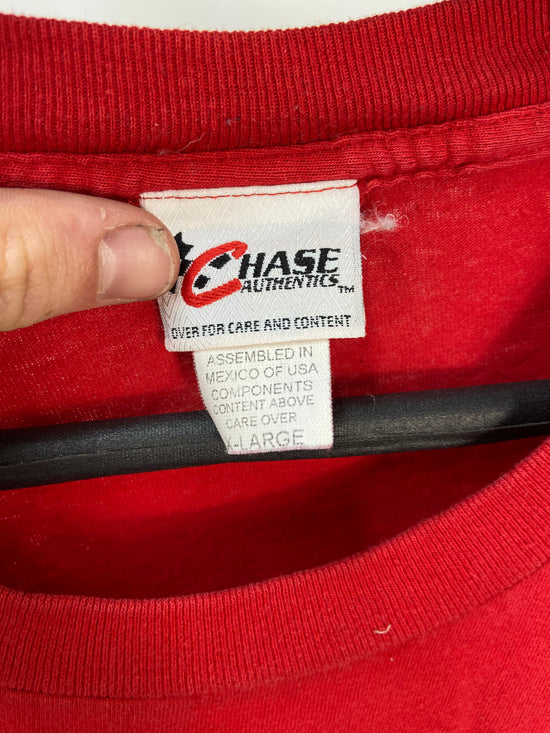 CHASE
AUTHENTICS™
OVER FOR CARE AND CONTENT
ASSEMBLED IN
MEXICO OF USA
COMPONENTS
CONTENT ABOVE
CARE OVER
X-LARGE